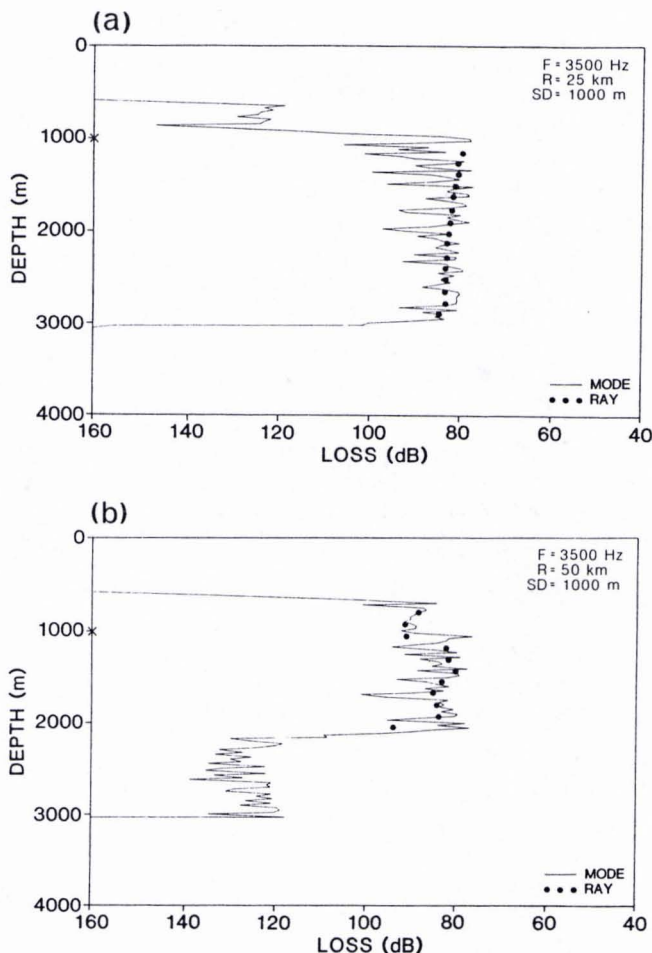 (a)
0
1000
2000
3000
4000
DEPTH (m)
F = 3500 Hz
R = 25 km
SD = 1000 m
MODE
RAY
160 140 120 100 80 60 40
LOSS (dB)
(b)
0
1000
2000
3000
4000
DEPTH (m)
F = 3500 Hz
R = 50 km
SD = 1000 m
MODE
RAY
160 140 120 100 80 60 40
LOSS (dB)